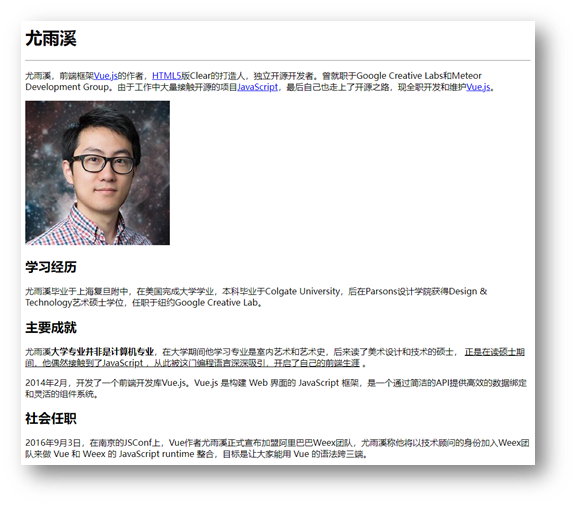 尤雨溪
尤雨溪，前端框架Vue.js的作者，HTML5版Clear的打造人，独立开源开发者。曾就职于Google Creative Labs和Meteor
Development Group。由于工作中大量接触开源的项目JavaScript，最后自己也走上了开源之路，现全职开发和维护Vue.js。
学习经历
尤雨溪毕业于上海复旦附中，在美国完成大学学业，本科毕业于Colgate University，后在Parsons设计学院获得Design &
Technology艺术硕士学位，任职于纽约Google Creative Lab。
主要成就
尤雨溪大学专业并非是计算机专业，在大学期间他学习专业是室内艺术和艺术史，后来读了美术设计和技术的硕士， 正是在读硕士期
间，他偶然接触到了JavaScript ，从此被这门编程语言深深吸引，开启了自己的前端生涯 。
2014年2月，开发了一个前端开发库Vue.js。Vue.js 是构建 Web 界面的 JavaScript 框架，是一个通过简洁的API提供高效的数据绑定
和灵活的组件系统。
社会任职
2016年9月3日，在南京的JSConf上，Vue作者尤雨溪正式宣布加盟阿里巴巴Weex团队，尤雨溪称他将以技术顾问的身份加入Weex团
队来做 Vue 和 Weex 的 JavaScript runtime 整合，目标是让大家能用 Vue 的语法跨三端。